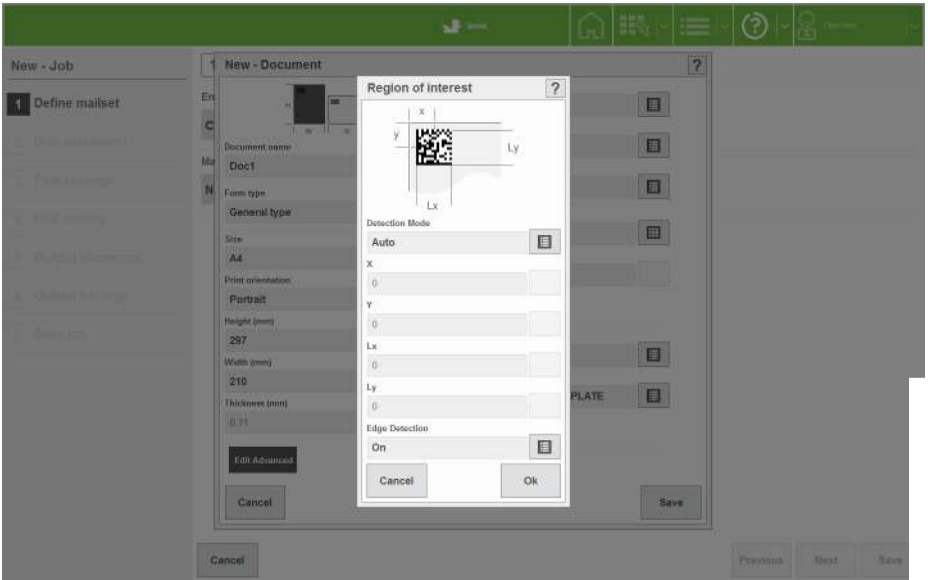 New - Job
1 Define mailset
Cancel
Previous Next Save
New - Document
?
H
W
Document name
Doc1
Form type
General type
Size
A4
Print orientation
Portrait
Height (mm)
297
Width (mm)
210
Thickness (mm)
0.11
Edit Advanced
PLATE
Cancel
Save
Region of interest
?
X
y
Ly
Lx
Detection Mode
Auto
X
0
Y
0
Lx
0
Ly
0
Edge Detection
On
Cancel
Ok